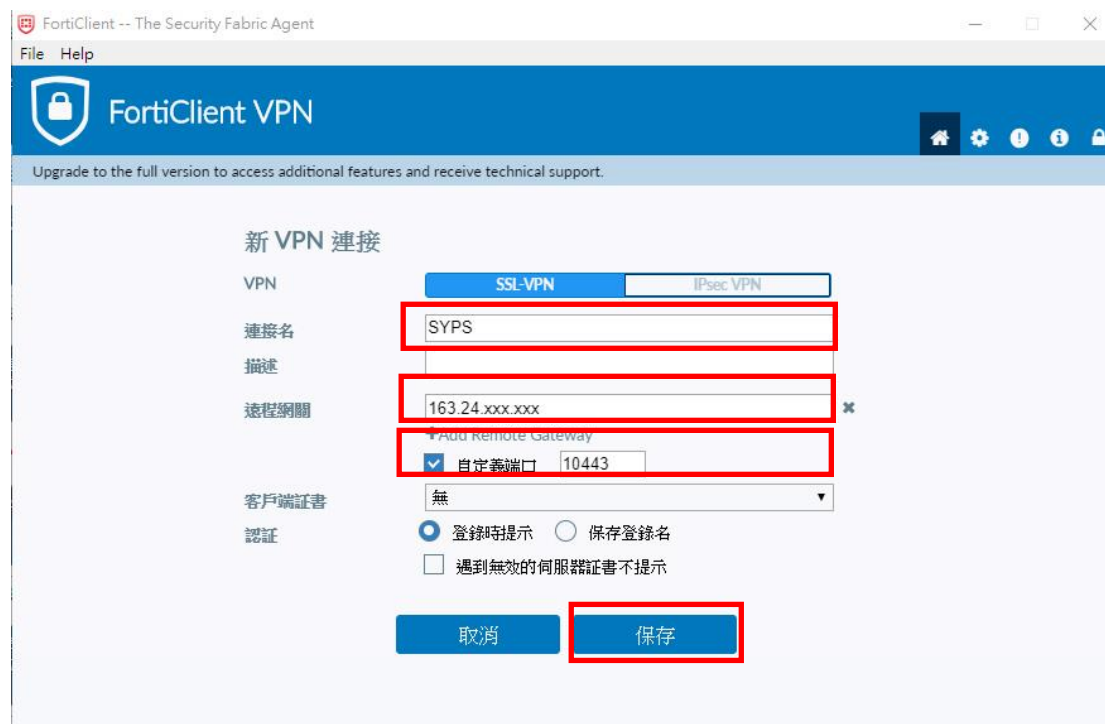 FortiClient -- The Security Fabric Agent
File Help
FortiClient VPN
Upgrade to the full version to access additional features and receive technical support.
新 VPN 連接
VPN SSL-VPN IPsec VPN
連接名 SYPS
描述
遠程網關 163.24.xxx.xxx
+Add Remote Gateway
自定義端口 10443
客戶端証書 無
認証 登錄時提示 保存登錄名
遇到無效的伺服器証書不提示
取消 保存